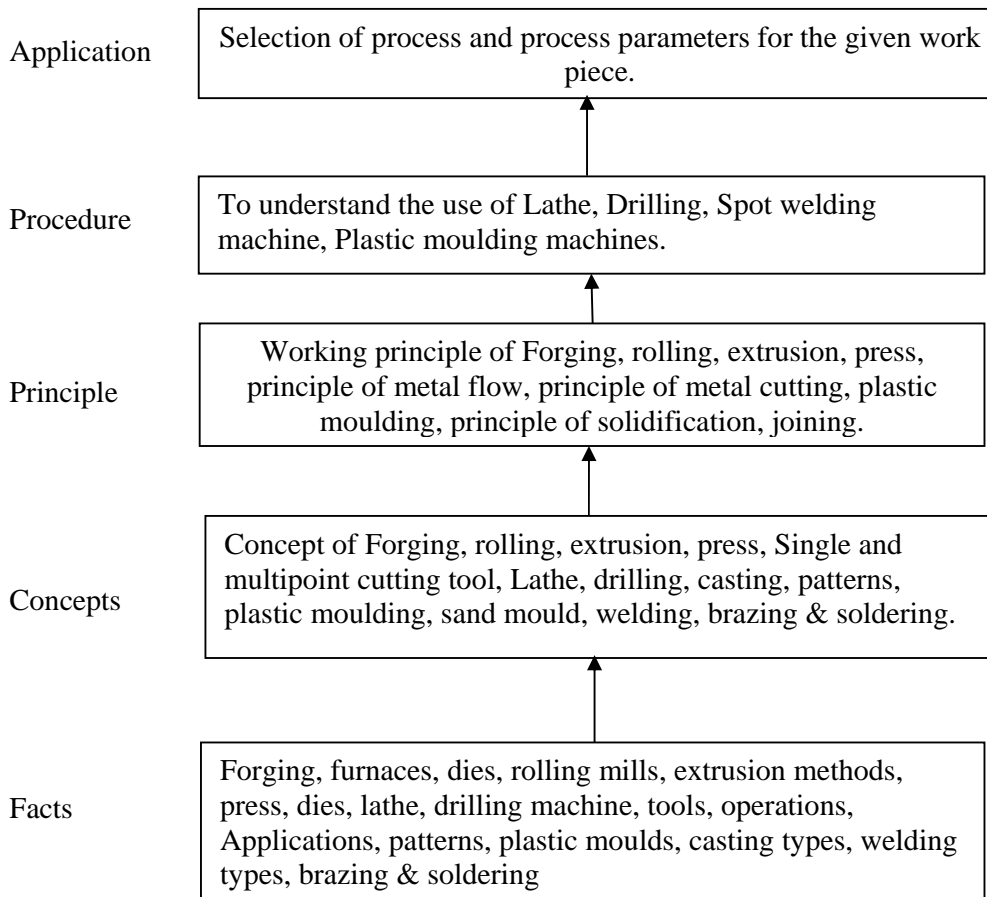 Application
Selection of process and process parameters for the given work
piece.
Procedure
To understand the use of Lathe, Drilling, Spot welding
machine, Plastic moulding machines.
Principle
Working principle of Forging, rolling, extrusion, press,
principle of metal flow, principle of metal cutting, plastic
moulding, principle of solidification, joining.
Concepts
Concept of Forging, rolling, extrusion, press, Single and
multipoint cutting tool, Lathe, drilling, casting, patterns,
plastic moulding, sand mould, welding, brazing & soldering.
Facts
Forging, furnaces, dies, rolling mills, extrusion methods,
press, dies, lathe, drilling machine, tools, operations,
Applications, patterns, plastic moulds, casting types, welding
types, brazing & soldering